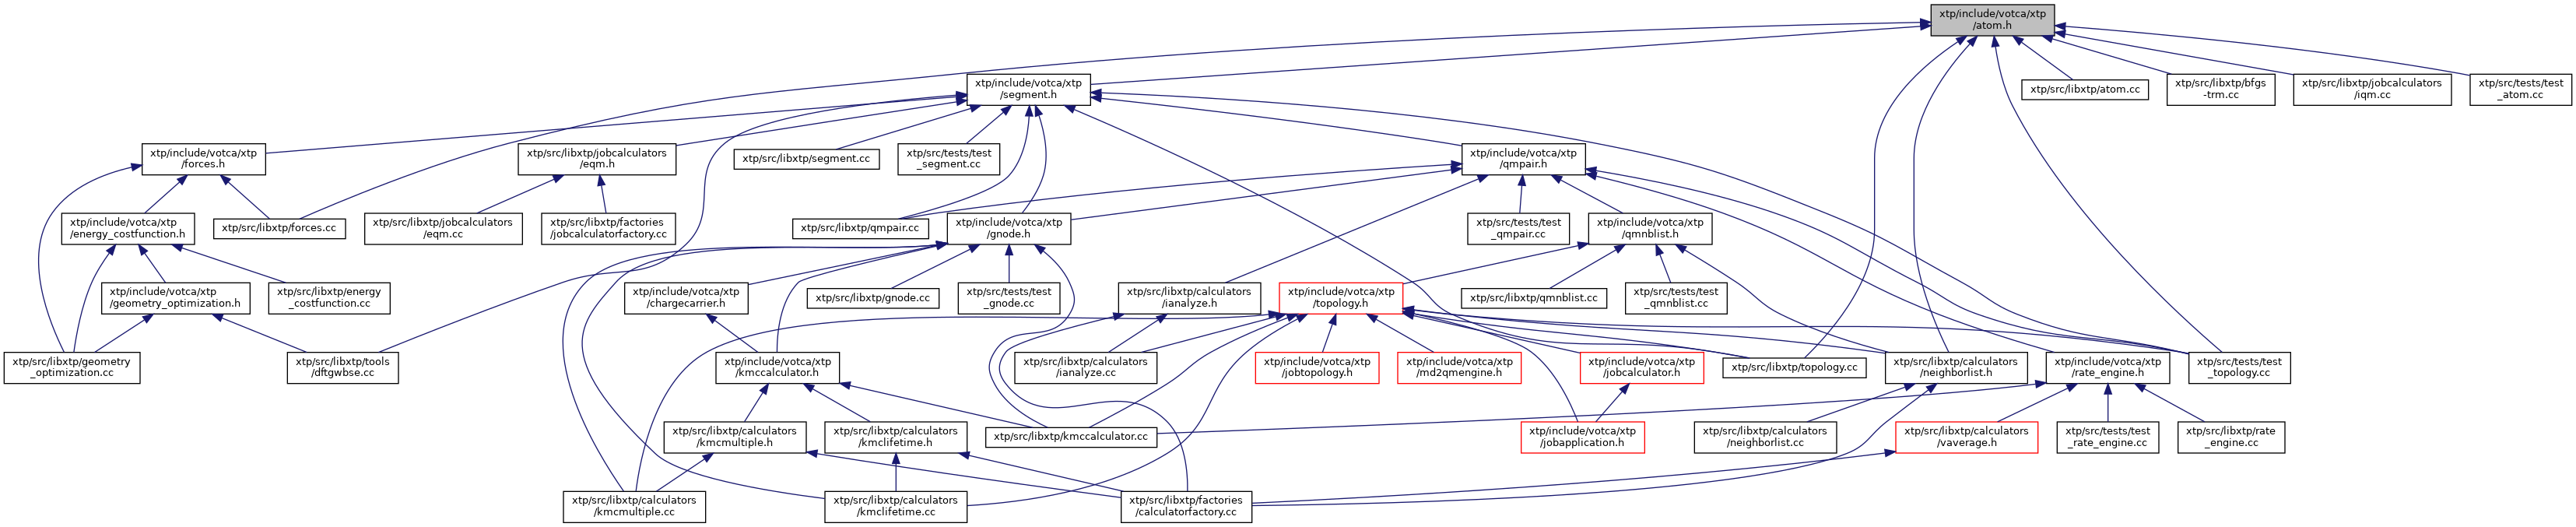 xtp/include/votca/xtp
/atom.h
xtp/include/votca/xtp
/segment.h
xtp/src/libxtp/atom.cc
xtp/src/libxtp/bfgs
-trm.cc
xtp/src/libxtp/jobcalculators
/iqm.cc
xtp/src/tests/test
_atom.cc
xtp/include/votca/xtp
/forces.h
xtp/src/libxtp/jobcalculators
/eqm.h
xtp/src/libxtp/segment.cc
xtp/src/tests/test
_segment.cc
xtp/include/votca/xtp
/qmpair.h
xtp/include/votca/xtp
/energy_costfunction.h
xtp/src/libxtp/forces.cc
xtp/src/libxtp/jobcalculators
/eqm.cc
xtp/src/libxtp/factories
/jobcalculatorfactory.cc
xtp/src/libxtp/qmpair.cc
xtp/include/votca/xtp
/gnode.h
xtp/src/tests/test
_qmpair.cc
xtp/include/votca/xtp
/qmnblist.h
xtp/include/votca/xtp
/geometry_optimization.h
xtp/src/libxtp/energy
_costfunction.cc
xtp/include/votca/xtp
/chargecarrier.h
xtp/src/libxtp/gnode.cc
xtp/src/tests/test
_gnode.cc
xtp/src/libxtp/calculators
/ianalyze.h
xtp/include/votca/xtp
/topology.h
xtp/src/libxtp/qmnblist.cc
xtp/src/tests/test
_qmnblist.cc
xtp/src/libxtp/geometry
_optimization.cc
xtp/src/libxtp/tools
/dftgwbse.cc
xtp/include/votca/xtp
/kmccalculator.h
xtp/src/libxtp/calculators
/ianalyze.cc
xtp/include/votca/xtp
/jobtopology.h
xtp/include/votca/xtp
/md2qmengine.h
xtp/include/votca/xtp
/jobcalculator.h
xtp/src/libxtp/topology.cc
xtp/src/libxtp/calculators
/neighborlist.h
xtp/include/votca/xtp
/rate_engine.h
xtp/src/tests/test
_topology.cc
xtp/src/libxtp/calculators
/kmcmultiple.h
xtp/src/libxtp/calculators
/kmclifetime.h
xtp/src/libxtp/kmccalculator.cc
xtp/include/votca/xtp
/jobapplication.h
xtp/src/libxtp/calculators
/neighborlist.cc
xtp/src/libxtp/calculators
/vaverage.h
xtp/src/tests/test
_rate_engine.cc
xtp/src/libxtp/rate
_engine.cc
xtp/src/libxtp/calculators
/kmcmultiple.cc
xtp/src/libxtp/calculators
/kmclifetime.cc
xtp/src/libxtp/factories
/calculatorfactory.cc